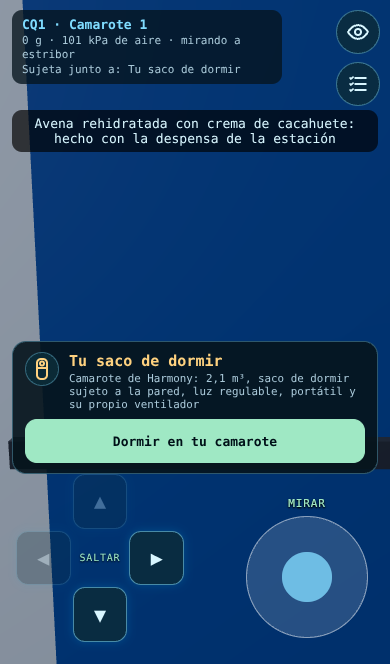 CQ1 · Camarote 1
0 g · 101 kPa de aire · mirando a
estribor
Sujeta junto a: Tu saco de dormir
Avena rehidratada con crema de cacahuete:
hecho con la despensa de la estación
Tu saco de dormir
Camarote de Harmony: 2,1 m³, saco de dormir
sujeto a la pared, luz regulable, portátil y
su propio ventilador
Dormir en tu camarote
MIRAR
SALTAR